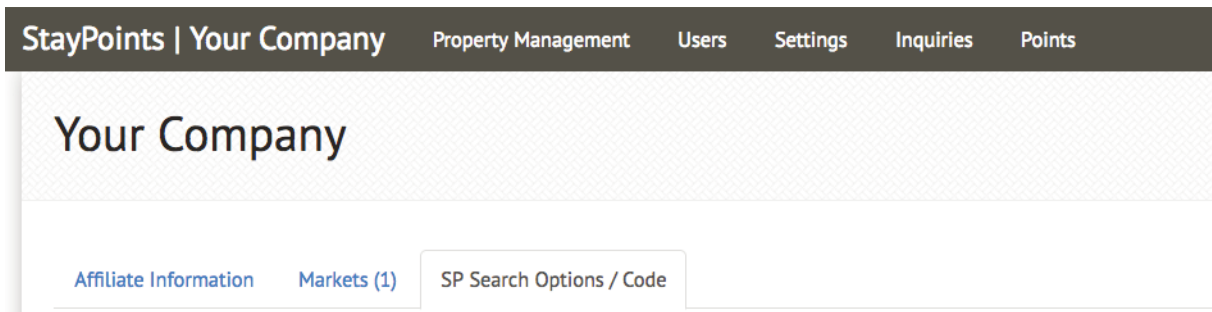 StayPoints | Your Company Property Management Users Settings Inquiries Points
Your Company
Affiliate Information Markets (1) SP Search Options / Code